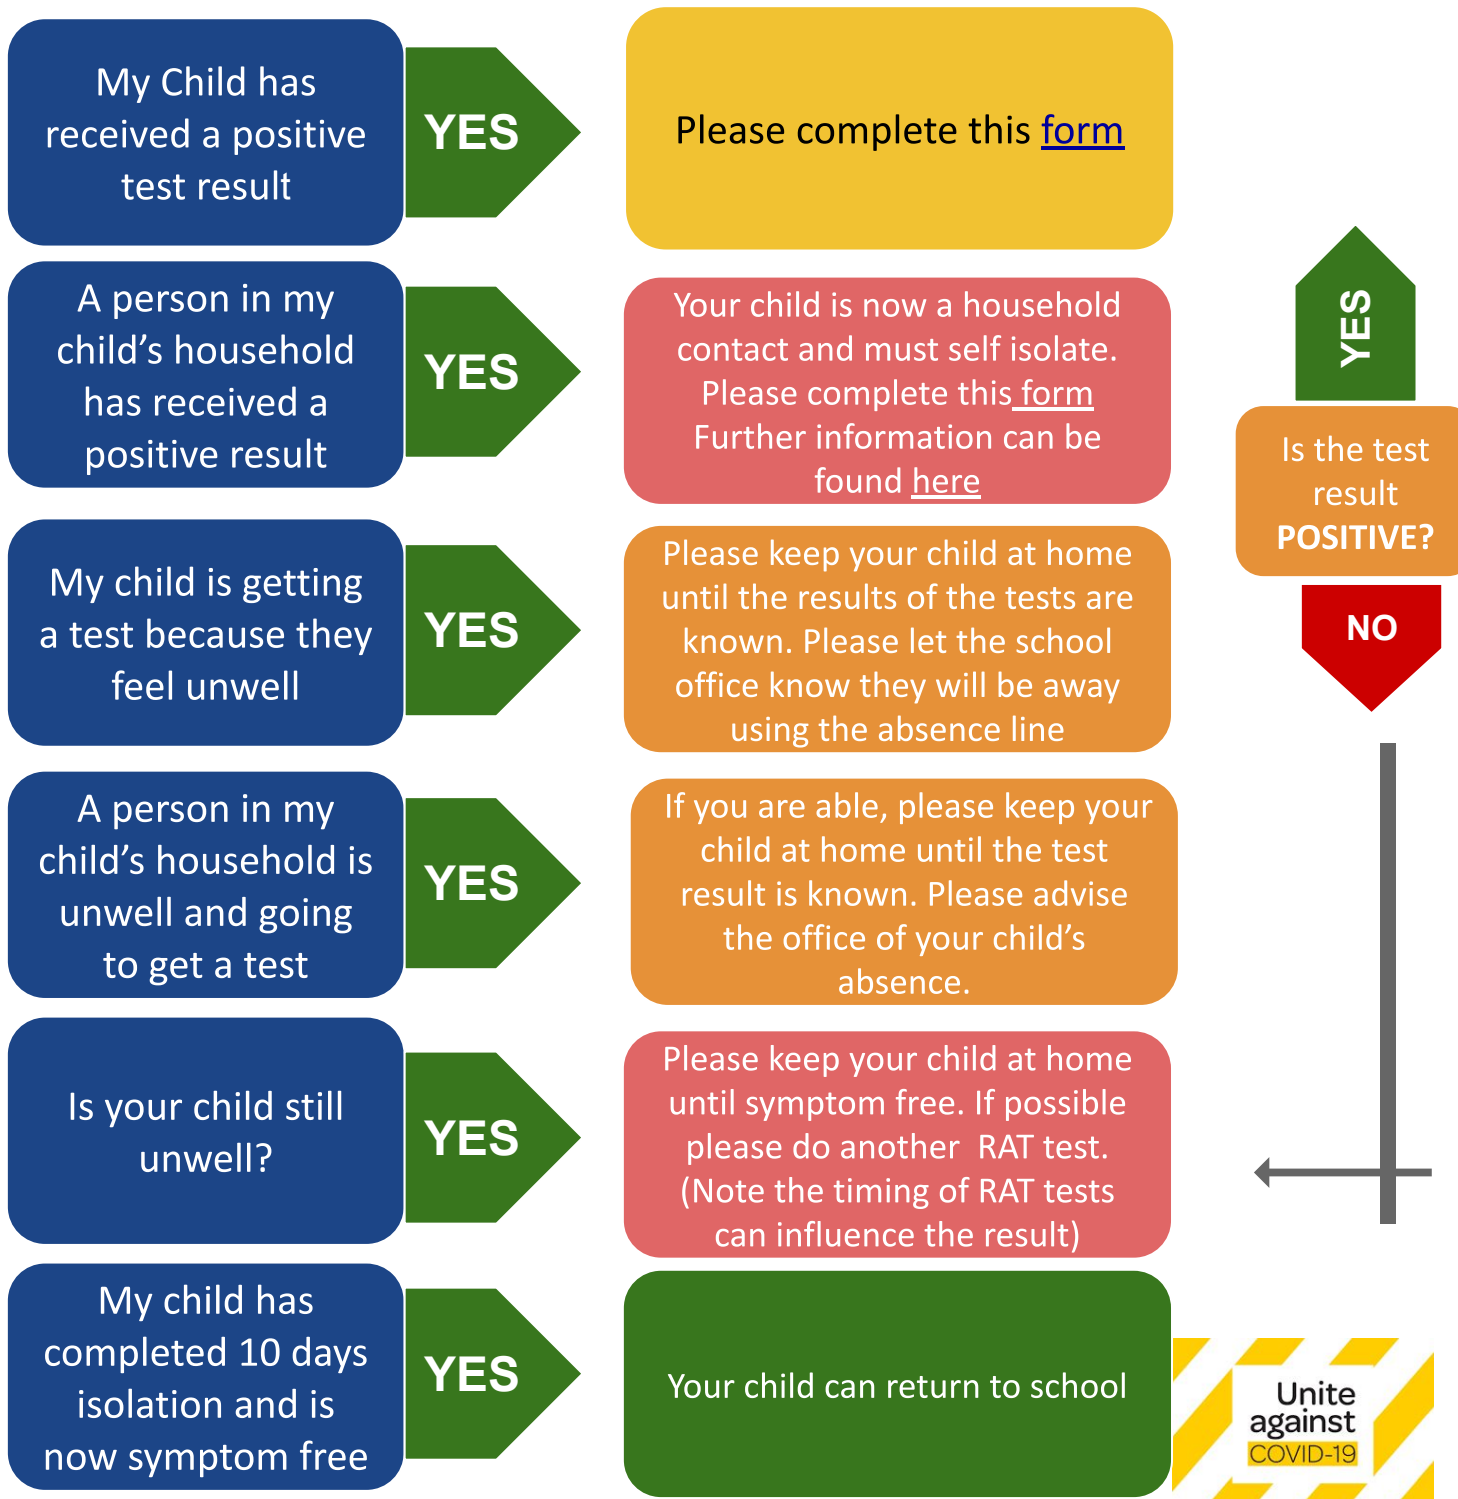 My Child has
received a positive
test result
YES
Please complete this form
A person in my
child’s household
has received a
positive result
YES
Your child is now a household
contact and must self isolate.
Please complete this form
Further information can be
found here
YES
Is the test
result
POSITIVE?
NO
My child is getting
a test because they
feel unwell
YES
Please keep your child at home
until the results of the tests are
known. Please let the school
office know they will be away
using the absence line
A person in my
child’s household is
unwell and going
to get a test
YES
If you are able, please keep your
child at home until the test
result is known. Please advise
the office of your child’s
absence.
Is your child still
unwell?
YES
Please keep your child at home
until symptom free. If possible
please do another  RAT test.
(Note the timing of RAT tests
can influence the result)
My child has
completed 10 days
isolation and is
now symptom free
YES
Your child can return to school
Unite
against
COVID-19